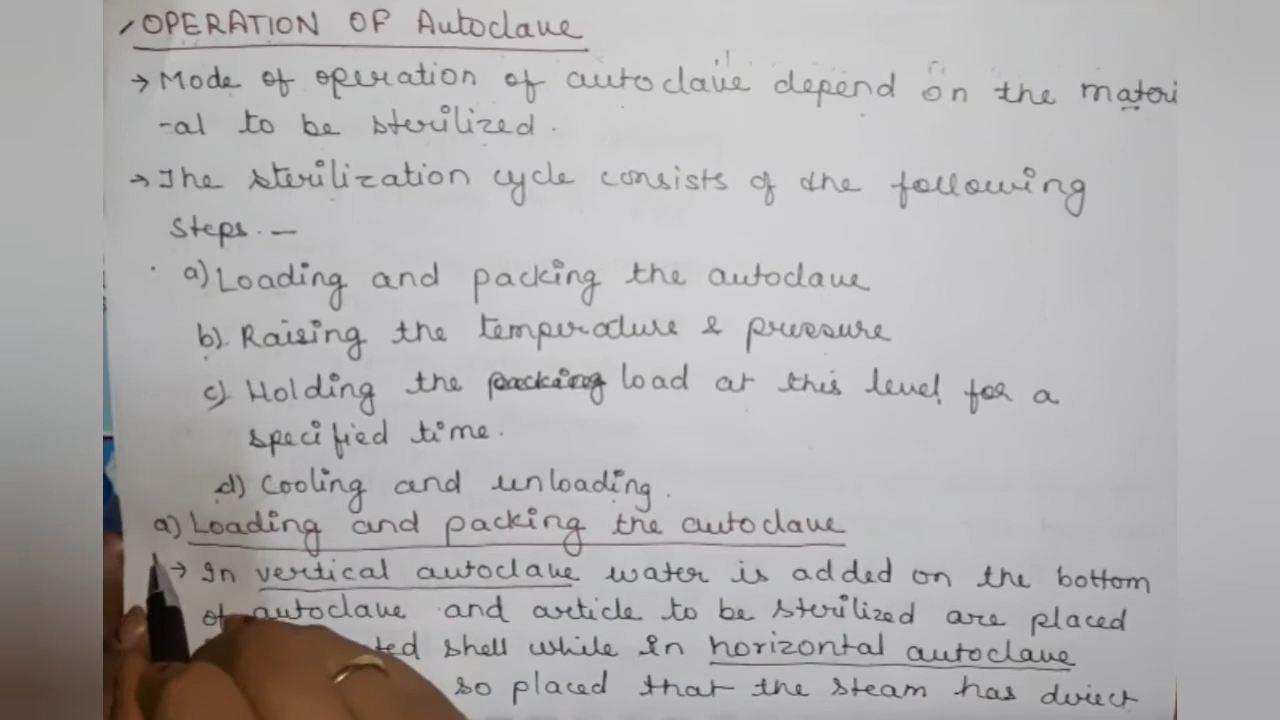 OPERATION OF Autoclave
→ Mode of operation of autoclave depend on the materi
-al to be sterilized.
→ The sterilization cycle consists of the following
steps. —
a) Loading and packing the autoclave
b) Raising the temperature & pressure
c) Holding the packing load at this level for a
specified time.
d) Cooling and unloading.
a) Loading and packing the autoclave
→ In vertical autoclave water is added on the bottom
of autoclave and article to be sterilized are placed
shell while in horizontal autoclave
so placed that the steam has direct